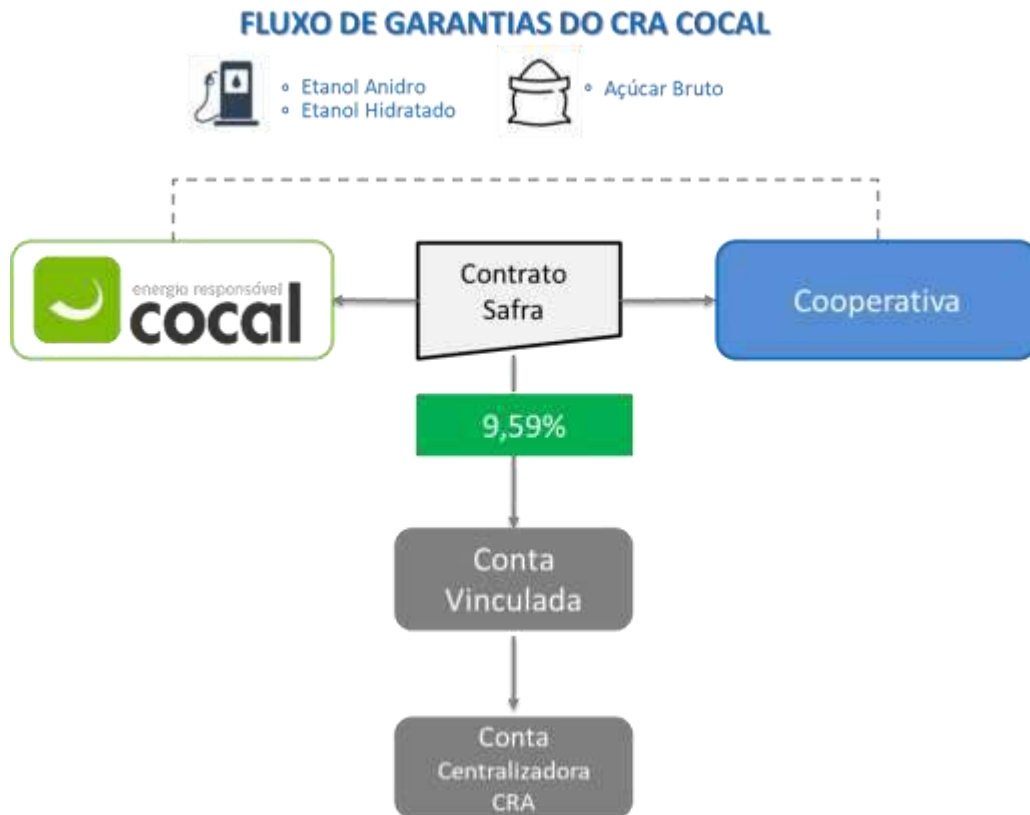 FLUXO DE GARANTIAS DO CRA COCAL
Etanol Anidro
Etanol Hidratado
Açúcar Bruto
energia responsável
cocal
Contrato
Safra
Cooperativa
9,59%
Conta
Vinculada
Conta
Centralizadora
CRA